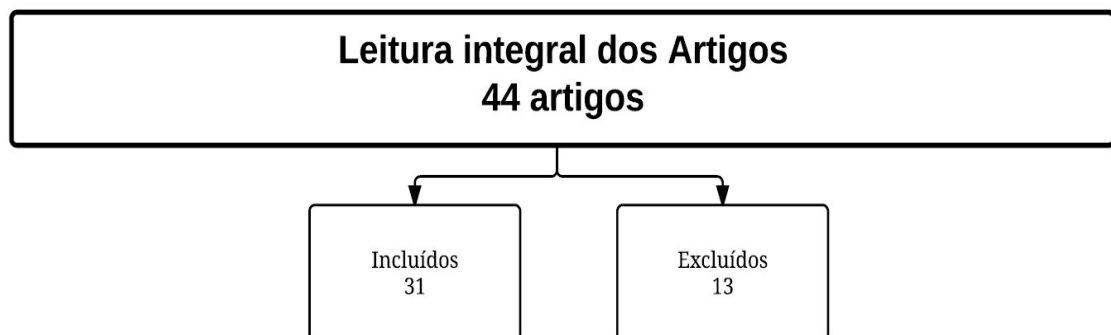 Leitura integral dos Artigos
44 artigos
Incluídos
31
Excluídos
13